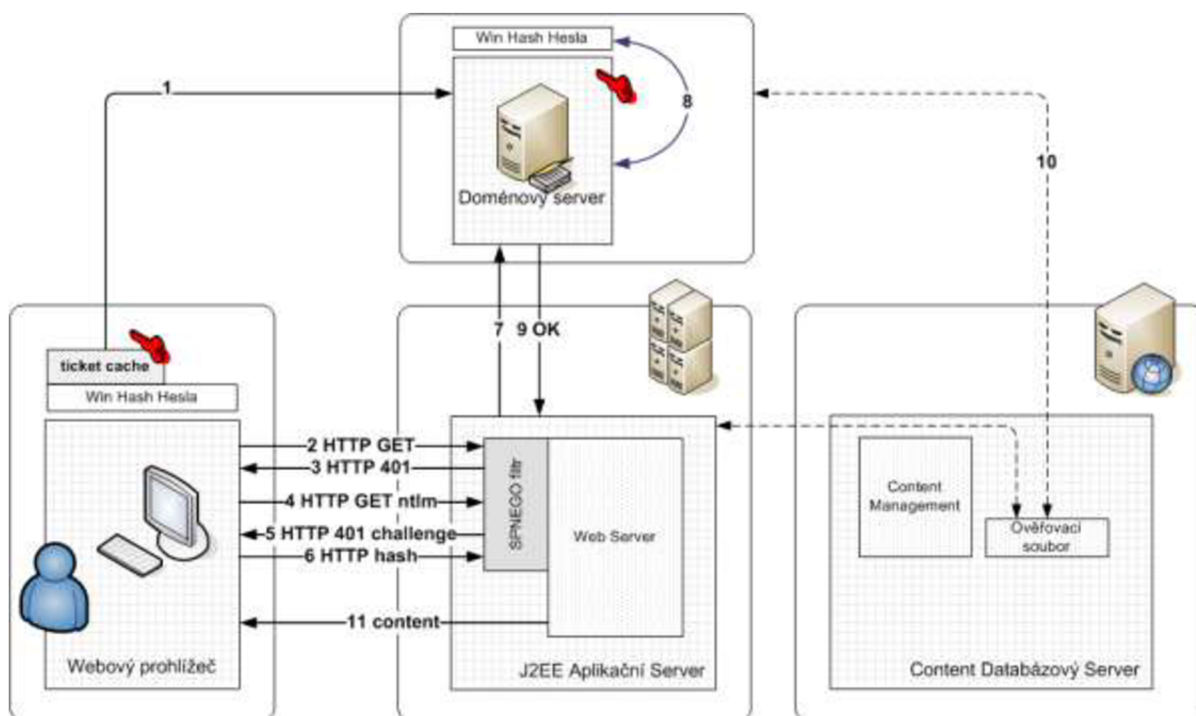 Win Hash Hesla
1
8
Doménový server
10
7
9 OK
ticket cache
Win Hash Hesla
2 HTTP GET
3 HTTP 401
4 HTTP GET ntlm
5 HTTP 401 challenge
6 HTTP hash
11 content
SPNEGO filtr
Web Server
Content
Management
Ověřovací
soubor
Webový prohlížeč
J2EE Aplikační Server
Content Databázový Server